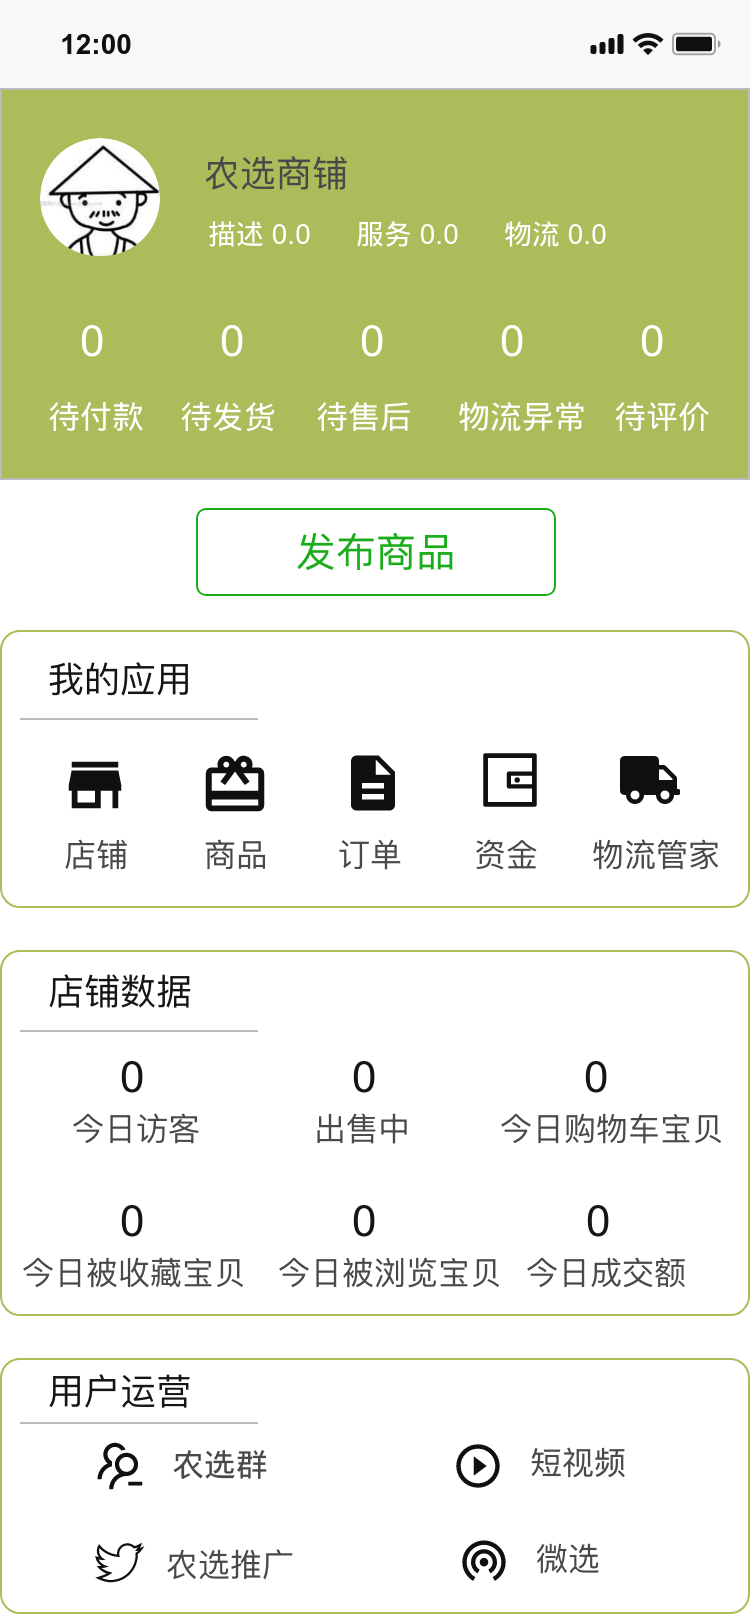 12:00
农选商铺
描述 0.0 服务 0.0 物流 0.0
0 0 0 0 0
待付款 待发货 待售后 物流异常 待评价
发布商品
我的应用
店铺 商品 订单 资金 物流管家
店铺数据
0 0 0
今日访客 出售中 今日购物车宝贝
0 0 0
今日被收藏宝贝 今日被浏览宝贝 今日成交额
用户运营
农选群 短视频
农选推广 微选